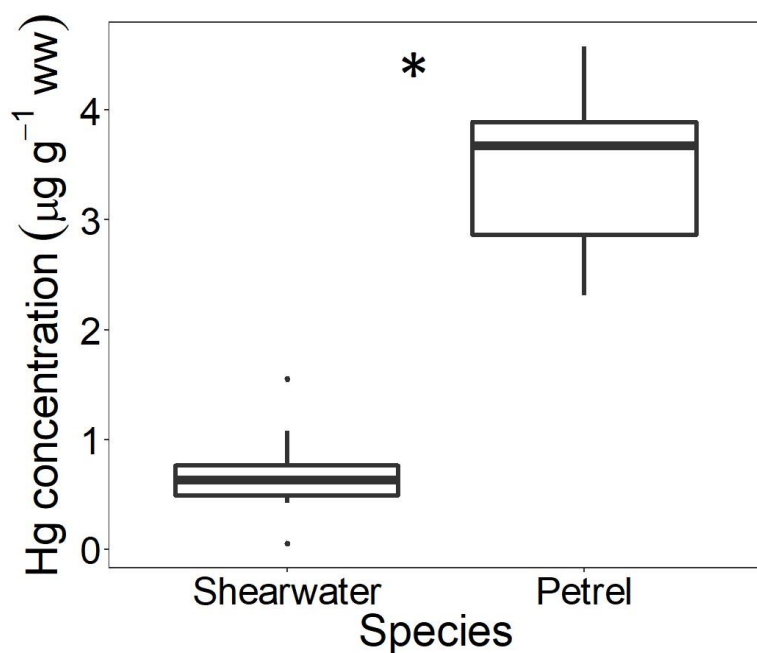 Hg concentration (μg g⁻¹ ww)
*
4
3
2
1
0
Shearwater Petrel
Species